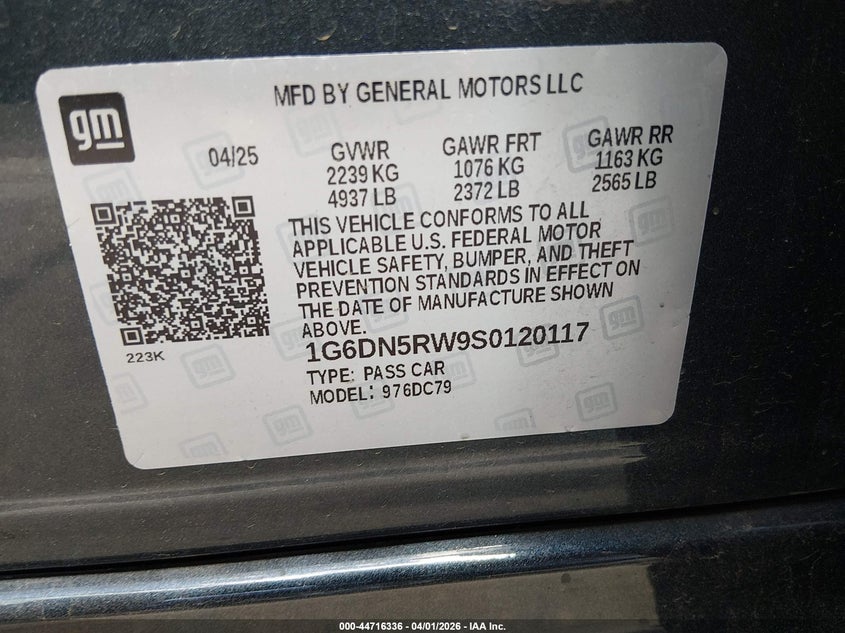 gm
MFD BY GENERAL MOTORS LLC
04/25
GVWR
2239 KG
4937 LB
GAWR FRT
1076 KG
2372 LB
GAWR RR
1163 KG
2565 LB
THIS VEHICLE CONFORMS TO ALL
APPLICABLE U.S. FEDERAL MOTOR
VEHICLE SAFETY, BUMPER, AND THEFT
PREVENTION STANDARDS IN EFFECT ON
THE DATE OF MANUFACTURE SHOWN
ABOVE.
223K
1G6DN5RW9S0120117
TYPE: PASS CAR
MODEL: 976DC79
000-44716336 - 04/01/2026 - IAA Inc.